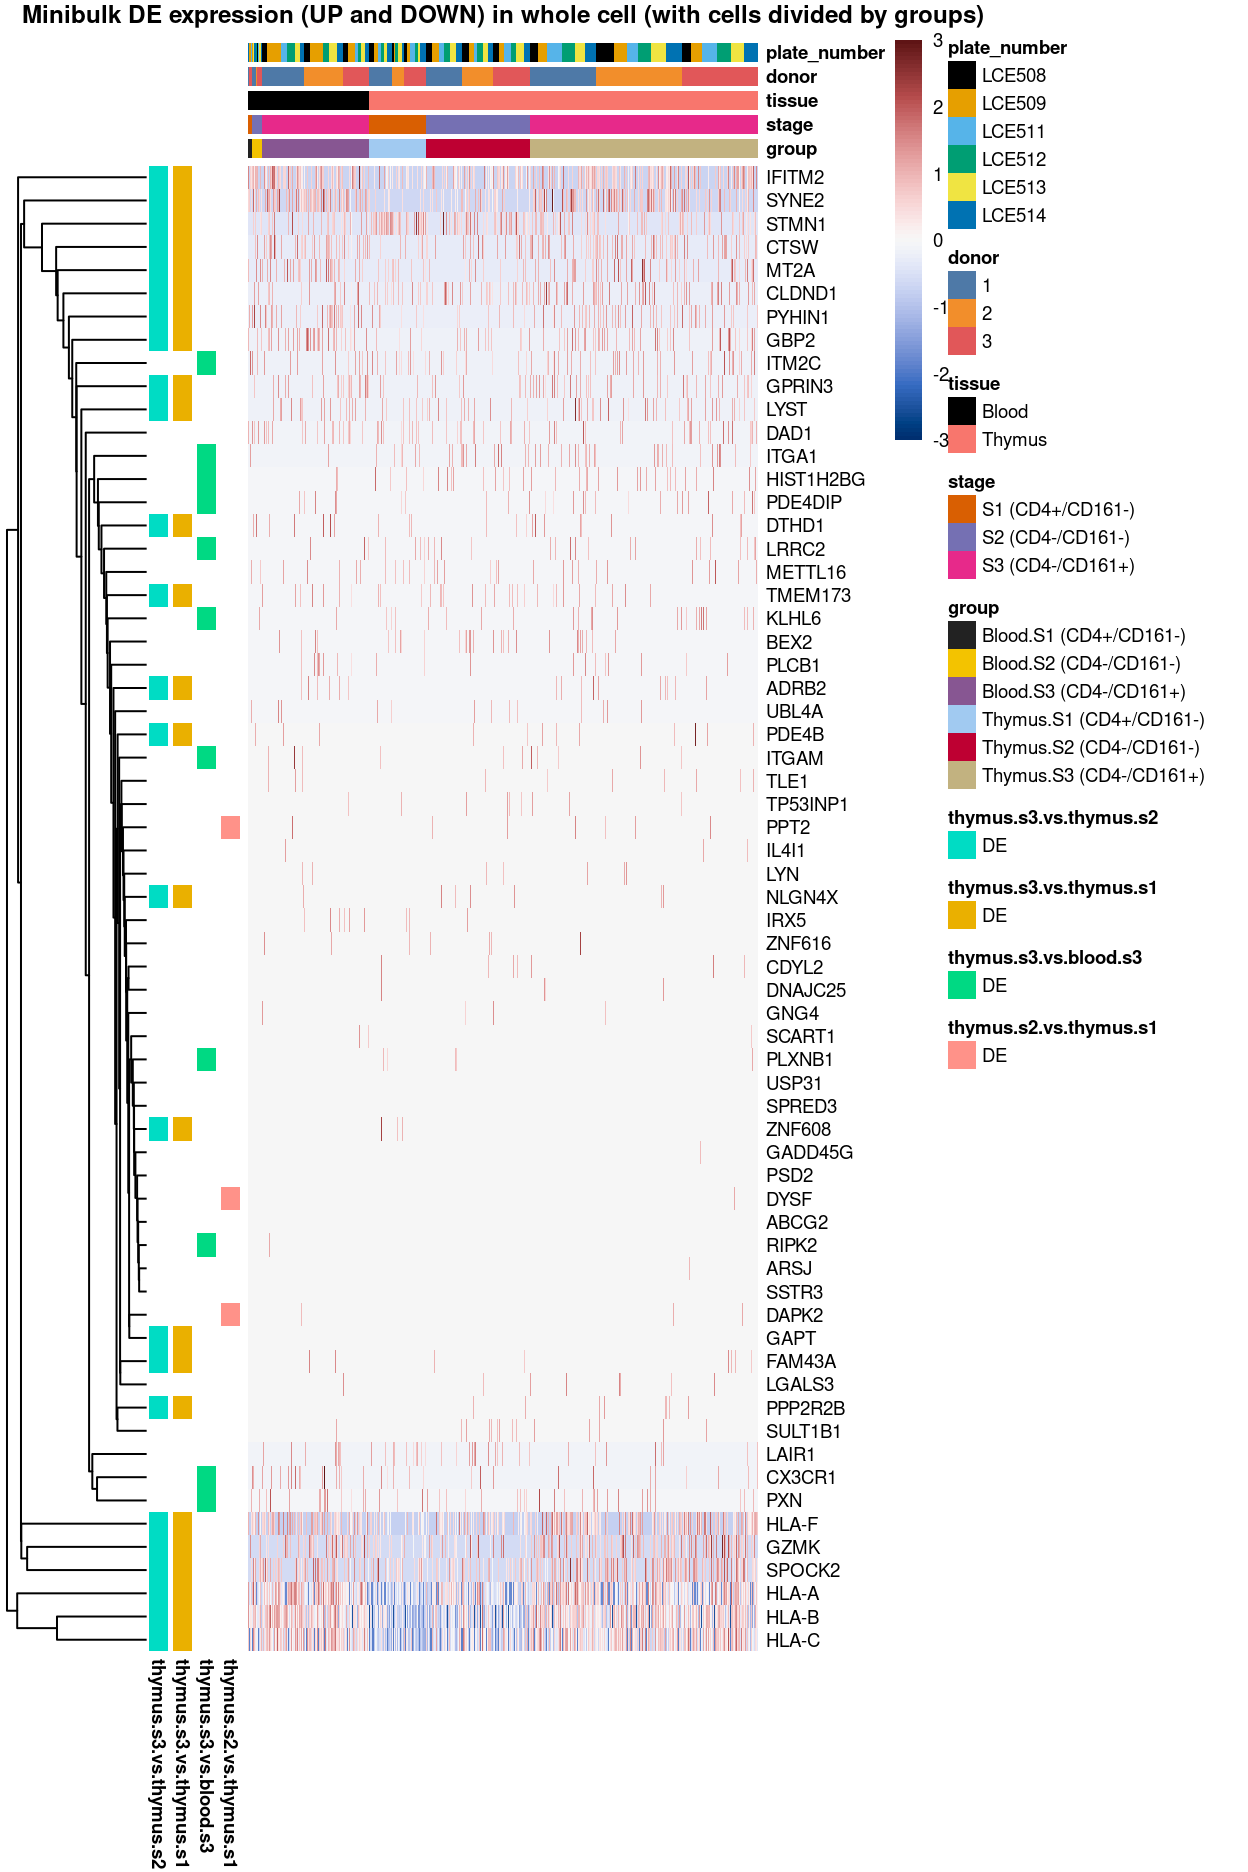 Minibulk DE expression (UP and DOWN) in whole cell (with cells divided by groups)
plate_number
donor
tissue
stage
group
IFITM2
SYNE2
STMN1
CTSW
MT2A
CLDND1
PYHIN1
GBP2
ITM2C
GPRIN3
LYST
DAD1
ITGA1
HIST1H2BG
PDE4DIP
DTHD1
LRRC2
METTL16
TMEM173
KLHL6
BEX2
PLCB1
ADRB2
UBL4A
PDE4B
ITGAM
TLE1
TP53INP1
PPT2
IL4I1
LYN
NLGN4X
IRX5
ZNF616
CDYL2
DNAJC25
GNG4
SCART1
PLXNB1
USP31
SPRED3
ZNF608
GADD45G
PSD2
DYSF
ABCG2
RIPK2
ARSJ
SSTR3
DAPK2
GAPT
FAM43A
LGALS3
PPP2R2B
SULT1B1
LAIR1
CX3CR1
PXN
HLA-F
GZMK
SPOCK2
HLA-A
HLA-B
HLA-C
thymus.s3.vs.thymus.s2
thymus.s3.vs.thymus.s1
thymus.s3.vs.blood.s3
thymus.s2.vs.thymus.s1
3
2
1
0
-1
-2
-3
plate_number
LCE508
LCE509
LCE511
LCE512
LCE513
LCE514
donor
1
2
3
tissue
Blood
Thymus
stage
S1 (CD4+/CD161-)
S2 (CD4-/CD161-)
S3 (CD4-/CD161+)
group
Blood.S1 (CD4+/CD161-)
Blood.S2 (CD4-/CD161-)
Blood.S3 (CD4-/CD161+)
Thymus.S1 (CD4+/CD161-)
Thymus.S2 (CD4-/CD161-)
Thymus.S3 (CD4-/CD161+)
thymus.s3.vs.thymus.s2
DE
thymus.s3.vs.thymus.s1
DE
thymus.s3.vs.blood.s3
DE
thymus.s2.vs.thymus.s1
DE